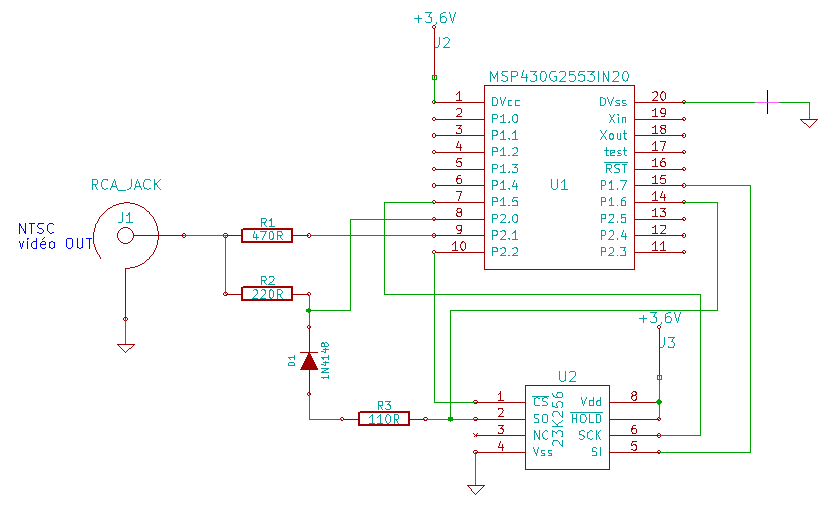 +3,6V
J2
MSP430G2553IN20
1 DVcc DVss 20
2 P1.0 Xin 19
3 P1.1 Xout 18
4 P1.2 test 17
5 P1.3 RST 16
6 P1.4 U1 P1.7 15
7 P1.5 P1.6 14
8 P2.0 P2.5 13
9 P2.1 P2.4 12
10 P2.2 P2.3 11
RCA_JACK
J1
NTSC
vidéo OUT
R1
470R
R2
220R
D1
1N4148
R3
110R
+3,6V
J3
U2
23K256
1 CS Vdd 8
2 SO HOLD
3 NC SCK 6
4 Vss SI 5